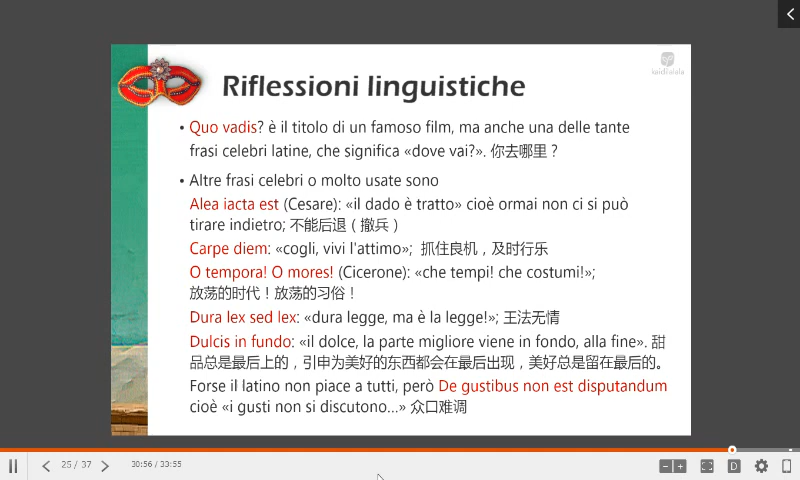 kaidialala
Riflessioni linguistiche
• Quo vadis? è il titolo di un famoso film, ma anche una delle tante
frasi celebri latine, che significa «dove vai?». 你去哪里？
• Altre frasi celebri o molto usate sono
Alea iacta est (Cesare): «il dado è tratto» cioè ormai non ci si può
tirare indietro; 不能后退（撤兵）
Carpe diem: «cogli, vivi l'attimo»; 抓住良机，及时行乐
O tempora! O mores! (Cicerone): «che tempi! che costumi!»;
放荡的时代！放荡的习俗！
Dura lex sed lex: «dura legge, ma è la legge!»; 王法无情
Dulcis in fundo: «il dolce, la parte migliore viene in fondo, alla fine». 甜
品总是最后上的，引申为美好的东西都会在最后出现，美好总是留在最后的。
Forse il latino non piace a tutti, però De gustibus non est disputandum
cioè «i gusti non si discutono...» 众口难调
25 / 37
30:56 / 33:55
D